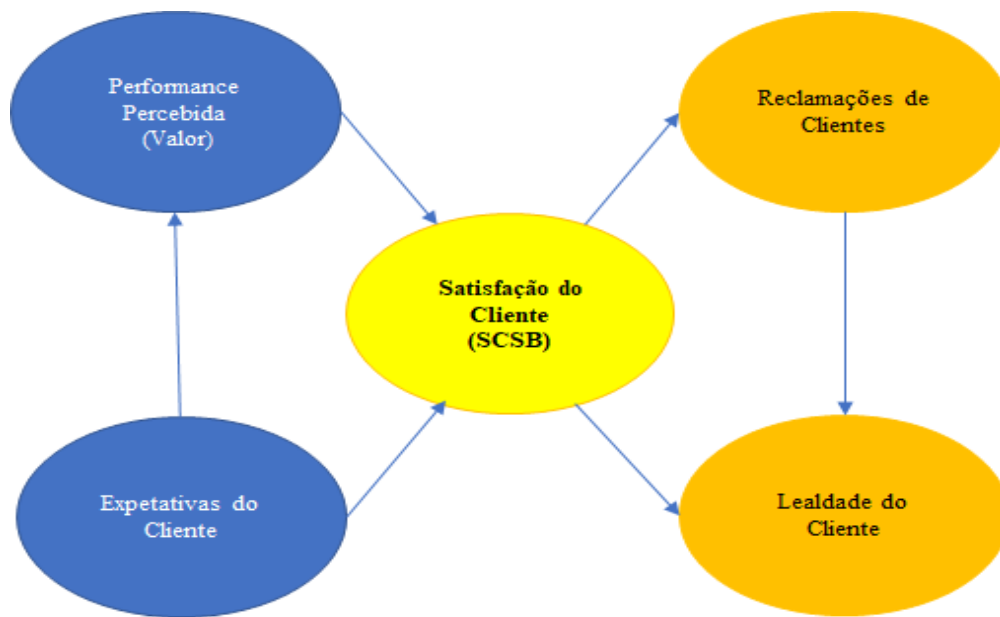 Performance
Percebida
(Valor)
Reclamações de
Clientes
Satisfação do
Cliente
(SCSB)
Expetativas do
Cliente
Lealdade do
Cliente